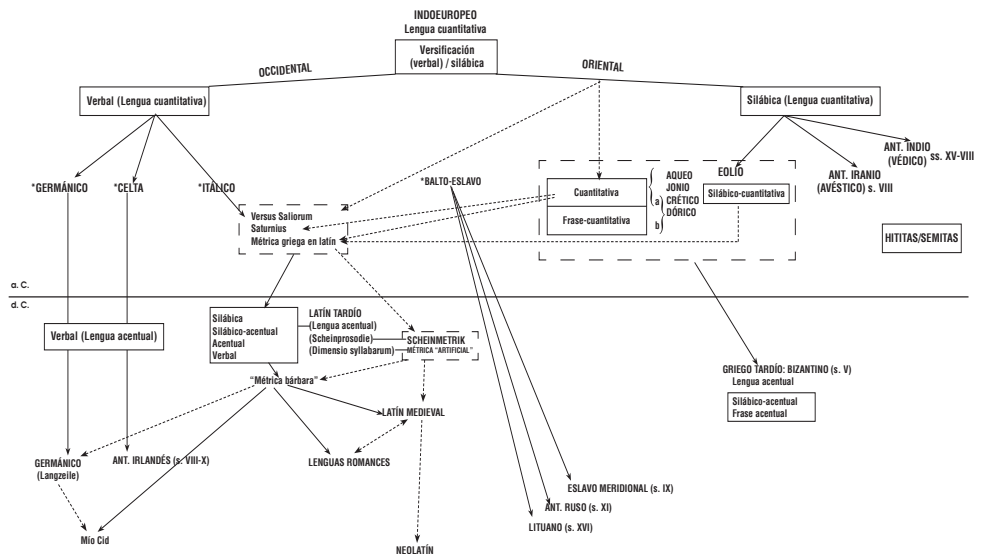 INDOEUROPEO
Lengua cuantitativa
Versificación
(verbal) / silábica
OCCIDENTAL
ORIENTAL
Verbal (Lengua cuantitativa)
Silábica (Lengua cuantitativa)
*GERMÁNICO
*CELTA
*ITÁLICO
*BALTO-ESLAVO
Versus Saliorum
Saturnius
Métrica griega en latín
Cuantitativa
Frase-cuantitativa
a
b
AQUEO
JONIO
CRÉTICO
DÓRICO
EOLIO
Silábico-cuantitativa
ANT. IRANIO
(AVÉSTICO) s. VIII
ANT. INDIO
(VÉDICO) ss. XV-VIII
HITITAS/SEMITAS
a. C.
d. C.
Verbal (Lengua acentual)
Silábica
Silábico-acentual
Acentual
Verbal
LATÍN TARDÍO
(Lengua acentual)
(Scheinprosodie)
(Dimensio syllabarum)
SCHEINMETRIK
MÉTRICA "ARTIFICIAL"
GRIEGO TARDÍO: BIZANTINO (s. V)
Lengua acentual
Silábico-acentual
Frase acentual
"Métrica bárbara"
LATÍN MEDIEVAL
GERMÁNICO
(Langzeile)
ANT. IRLANDÉS (s. VIII-X)
LENGUAS ROMANCES
ESLAVO MERIDIONAL (s. IX)
ANT. RUSO (s. XI)
LITUANO (s. XVI)
Mío Cid
NEOLATÍN